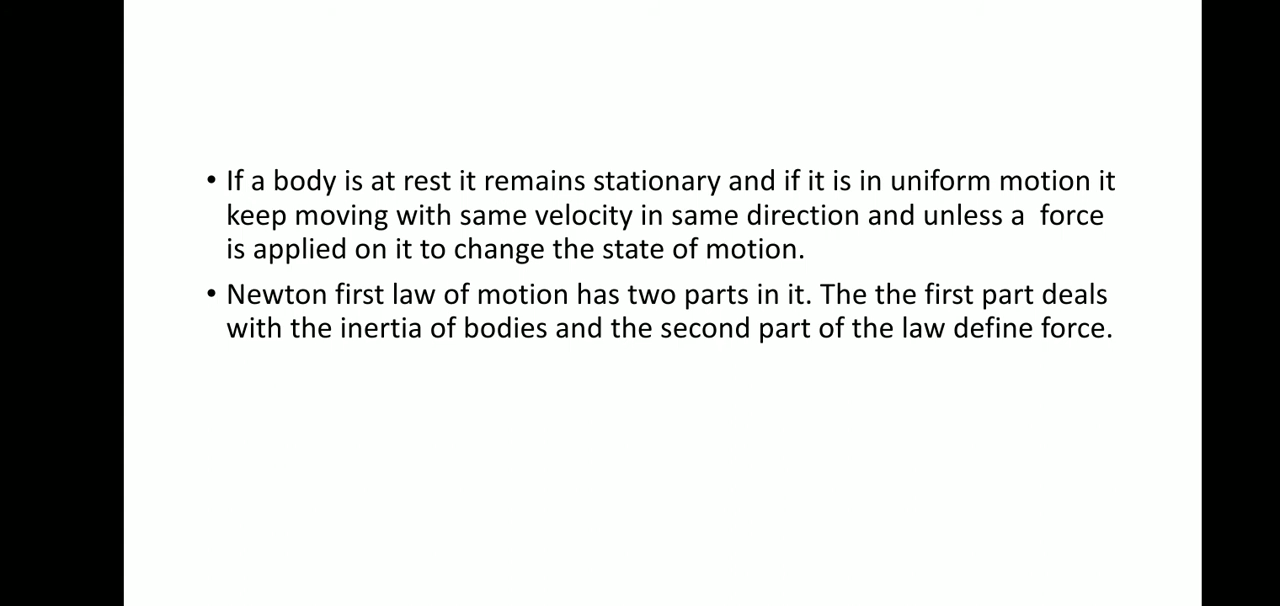 • If a body is at rest it remains stationary and if it is in uniform motion it
keep moving with same velocity in same direction and unless a  force
is applied on it to change the state of motion.
• Newton first law of motion has two parts in it. The the first part deals
with the inertia of bodies and the second part of the law define force.